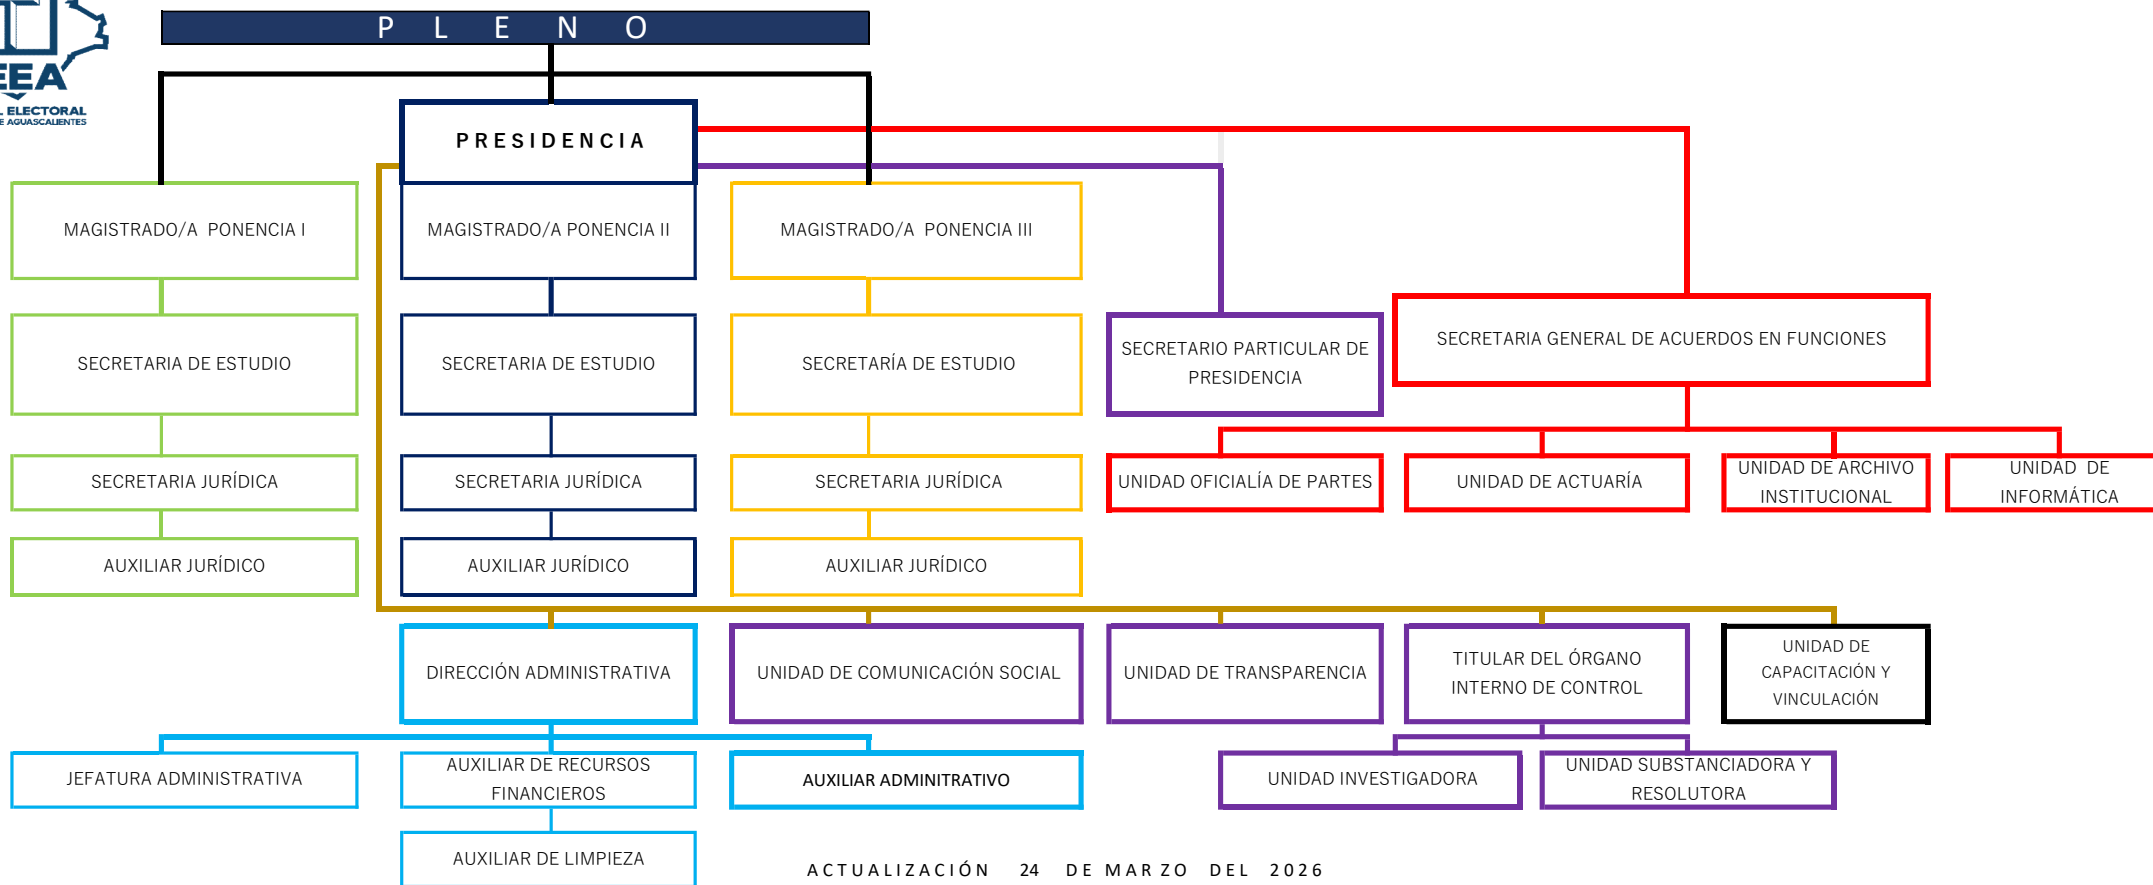 P L E N O
EEA
ELECTORAL
AGUASCALIENTES
PRESIDENCIA
MAGISTRADO/A PONENCIA I
MAGISTRADO/A PONENCIA II
MAGISTRADO/A PONENCIA III
SECRETARIA DE ESTUDIO
SECRETARIA DE ESTUDIO
SECRETARÍA DE ESTUDIO
SECRETARIO PARTICULAR DE
PRESIDENCIA
SECRETARIA GENERAL DE ACUERDOS EN FUNCIONES
SECRETARIA JURÍDICA
SECRETARIA JURÍDICA
SECRETARIA JURÍDICA
UNIDAD OFICIALÍA DE PARTES
UNIDAD DE ACTUARÍA
UNIDAD DE ARCHIVO
INSTITUCIONAL
UNIDAD DE
INFORMÁTICA
AUXILIAR JURÍDICO
AUXILIAR JURÍDICO
AUXILIAR JURÍDICO
DIRECCIÓN ADMINISTRATIVA
UNIDAD DE COMUNICACIÓN SOCIAL
UNIDAD DE TRANSPARENCIA
TITULAR DEL ÓRGANO
INTERNO DE CONTROL
UNIDAD DE
CAPACITACIÓN Y
VINCULACIÓN
JEFATURA ADMINISTRATIVA
AUXILIAR DE RECURSOS
FINANCIEROS
AUXILIAR ADMINITRATIVO
UNIDAD INVESTIGADORA
UNIDAD SUBSTANCIADORA Y
RESOLUTORA
AUXILIAR DE LIMPIEZA
ACTUALIZACIÓN 24 DE MARZO DEL 2026